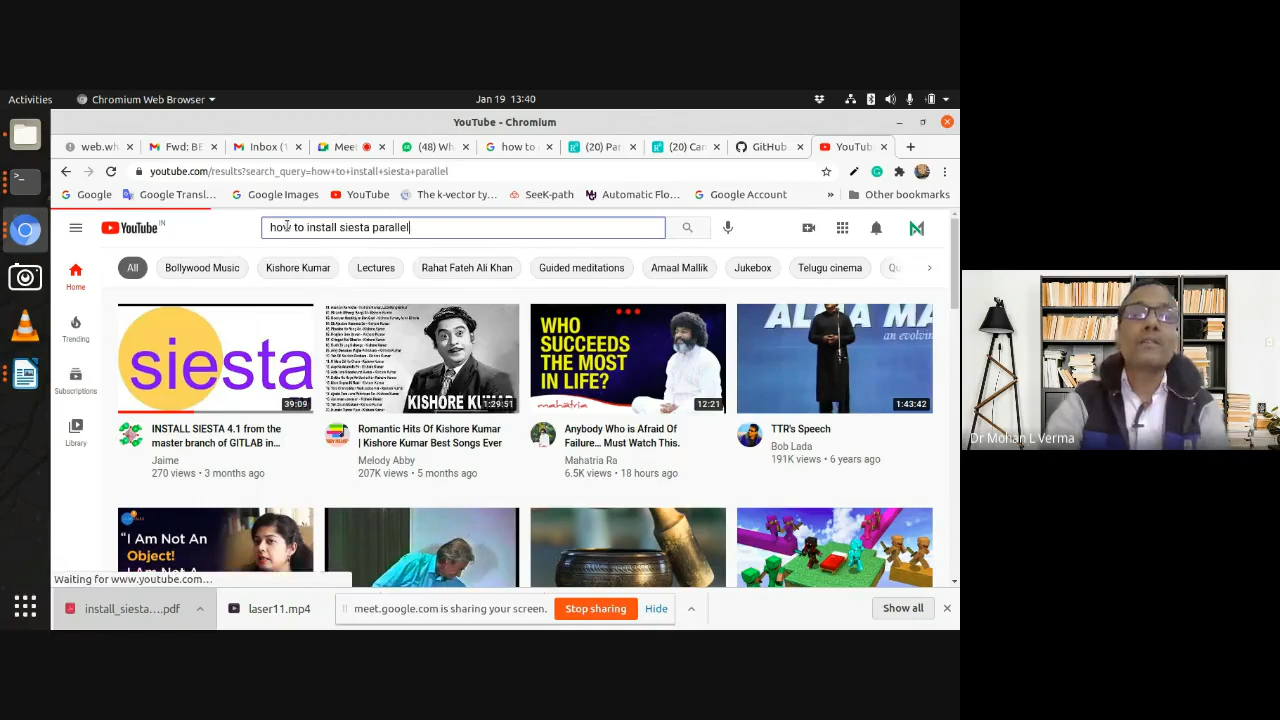 Activities
Chromium Web Browser
Jan 19 13:40
YouTube - Chromium
web.wh
Fwd: BE
Inbox (1
Meet
(48) Wh
how to
(20) Par
(20) Can
GitHub
YouTub
youtube.com/results?search_query=how+to+install+siesta+parallel
Google
Google Transl...
Google Images
YouTube
The k-vector ty...
SeeK-path
Automatic Flo...
Google Account
»
Other bookmarks
YouTube IN
how to install siesta parallel
All
Bollywood Music
Kishore Kumar
Lectures
Rahat Fateh Ali Khan
Guided meditations
Amaal Mallik
Jukebox
Telugu cinema
Home
Trending
Subscriptions
Library
siesta
39:09
INSTALL SIESTA 4.1 from the
master branch of GITLAB in...
Jaime
270 views • 3 months ago
KISHORE KUMAR
1:29:51
Romantic Hits Of Kishore Kumar
| Kishore Kumar Best Songs Ever
Melody Abby
207K views • 5 months ago
WHO
SUCCEEDS
THE MOST
IN LIFE?
mahatria
12:21
Anybody Who is Afraid Of
Failure... Must Watch This.
Mahatria Ra
6.5K views • 18 hours ago
ALPHA MA
an evolvin
1:43:42
TTR's Speech
Bob Lada
191K views • 6 years ago
"I Am Not An
Object!
I Am Not A
Waiting for www.youtube.com...
install_siesta....pdf
laser11.mp4
meet.google.com is sharing your screen.
Stop sharing
Hide
Show all
Dr Mohan L Verma